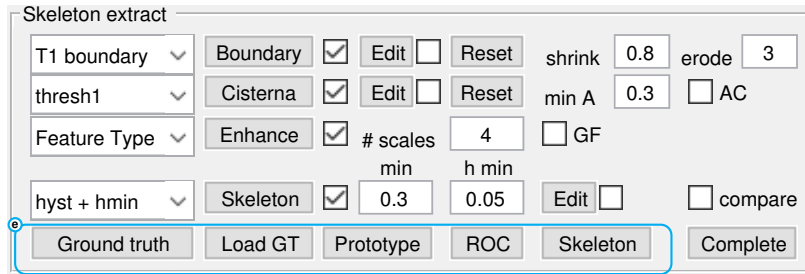 Skeleton extract
T1 boundary Boundary Edit Reset shrink 0.8 erode 3
thresh1 Cisterna Edit Reset min A 0.3 AC
Feature Type Enhance # scales 4 GF
min h min
hyst + hmin Skeleton 0.3 0.05 Edit compare
e
Ground truth Load GT Prototype ROC Skeleton Complete